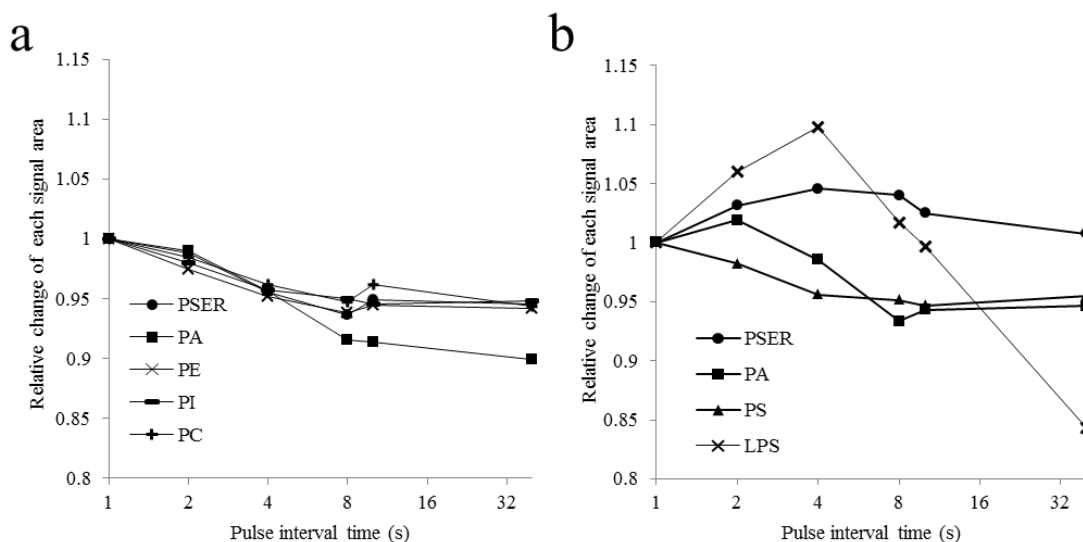 a
Relative change of each signal area
1.15
1.1
1.05
1
0.95
0.9
0.85
0.8
PSER
PA
PE
PI
PC
1 2 4 8 16 32
Pulse interval time (s)
b
Relative change of each signal area
1.15
1.1
1.05
1
0.95
0.9
0.85
0.8
PSER
PA
PS
LPS
1 2 4 8 16 32
Pulse interval time (s)